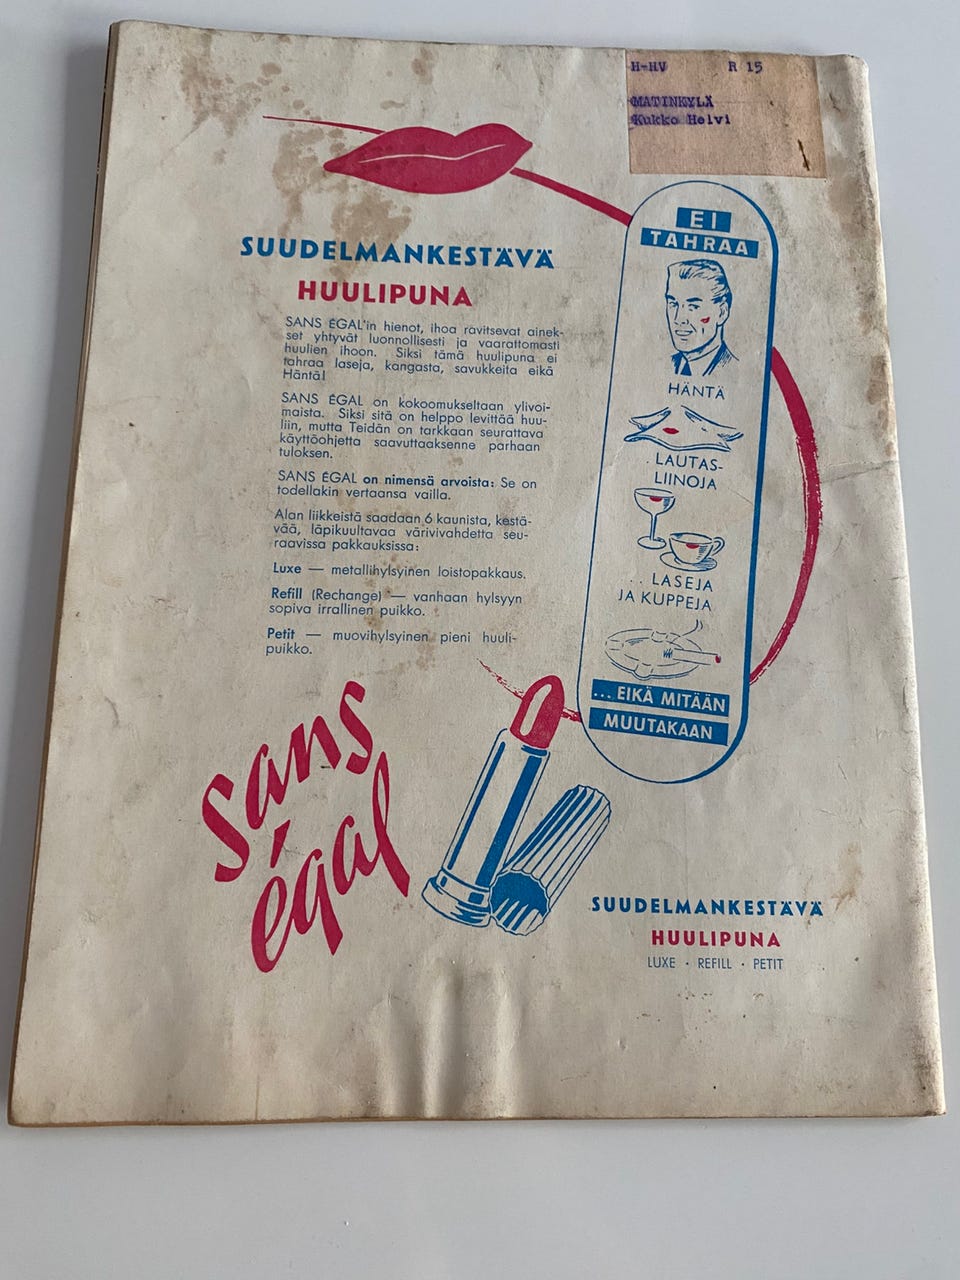 H-HV R 15
MATINKYLÄ
Kukko Helvi
SUUDELMANKESTÄVÄ
HUULIPUNA
SANS ÉGAL'in hienot, ihoa ravitsevat ainek-
set yhtyvät luonnollisesti ja vaarattomasti
huulien ihoon. Siksi tämä huulipuna ei
tahraa laseja, kangasta, savukkeita eikä
Häntä!
SANS ÉGAL on kokoomukseltaan ylivoi-
maista. Siksi sitä on helppo levittää huu-
liin, mutta Teidän on tarkkaan seurattava
käyttöohjetta saavuttaaksenne parhaan
tuloksen.
SANS ÉGAL on nimensä arvoista: Se on
todellakin vertaansa vailla.
Alan liikkeistä saadaan 6 kaunista, kestä-
vää, läpikuultavaa värivivahdetta seu-
raavissa pakkauksissa:
Luxe — metallihylsyinen loistopakkaus.
Refill (Rechange) — vanhaan hylsyyn
sopiva irrallinen puikko.
Petit — muovihylsyinen pieni huuli-
puikko.
EI
TAHRAA
HÄNTÄ
. LAUTAS-
LIINOJA
. . LASEJA
JA KUPPEJA
... EIKÄ MITÄÄN
MUUTAKAAN
sans
égal
SUUDELMANKESTÄVÄ
HUULIPUNA
LUXE • REFILL • PETIT